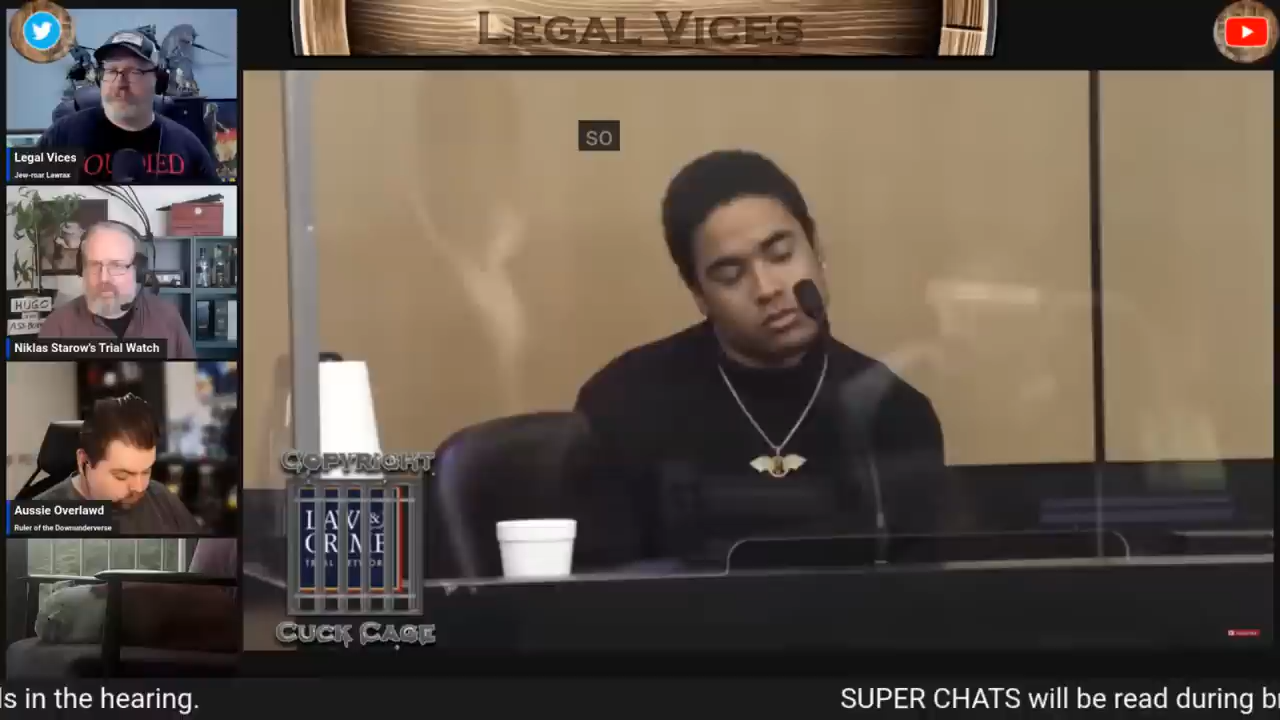 LEGAL VICES
Legal Vices
Jew-roar Lawrax
HUGO
Niklas Starow's Trial Watch
Aussie Overlawd
Ruler of the Downunderverse
so
COPYRIGHT
LAW &
CRIME
CUCK CAGE
ls in the hearing.
SUPER CHATS will be read during b